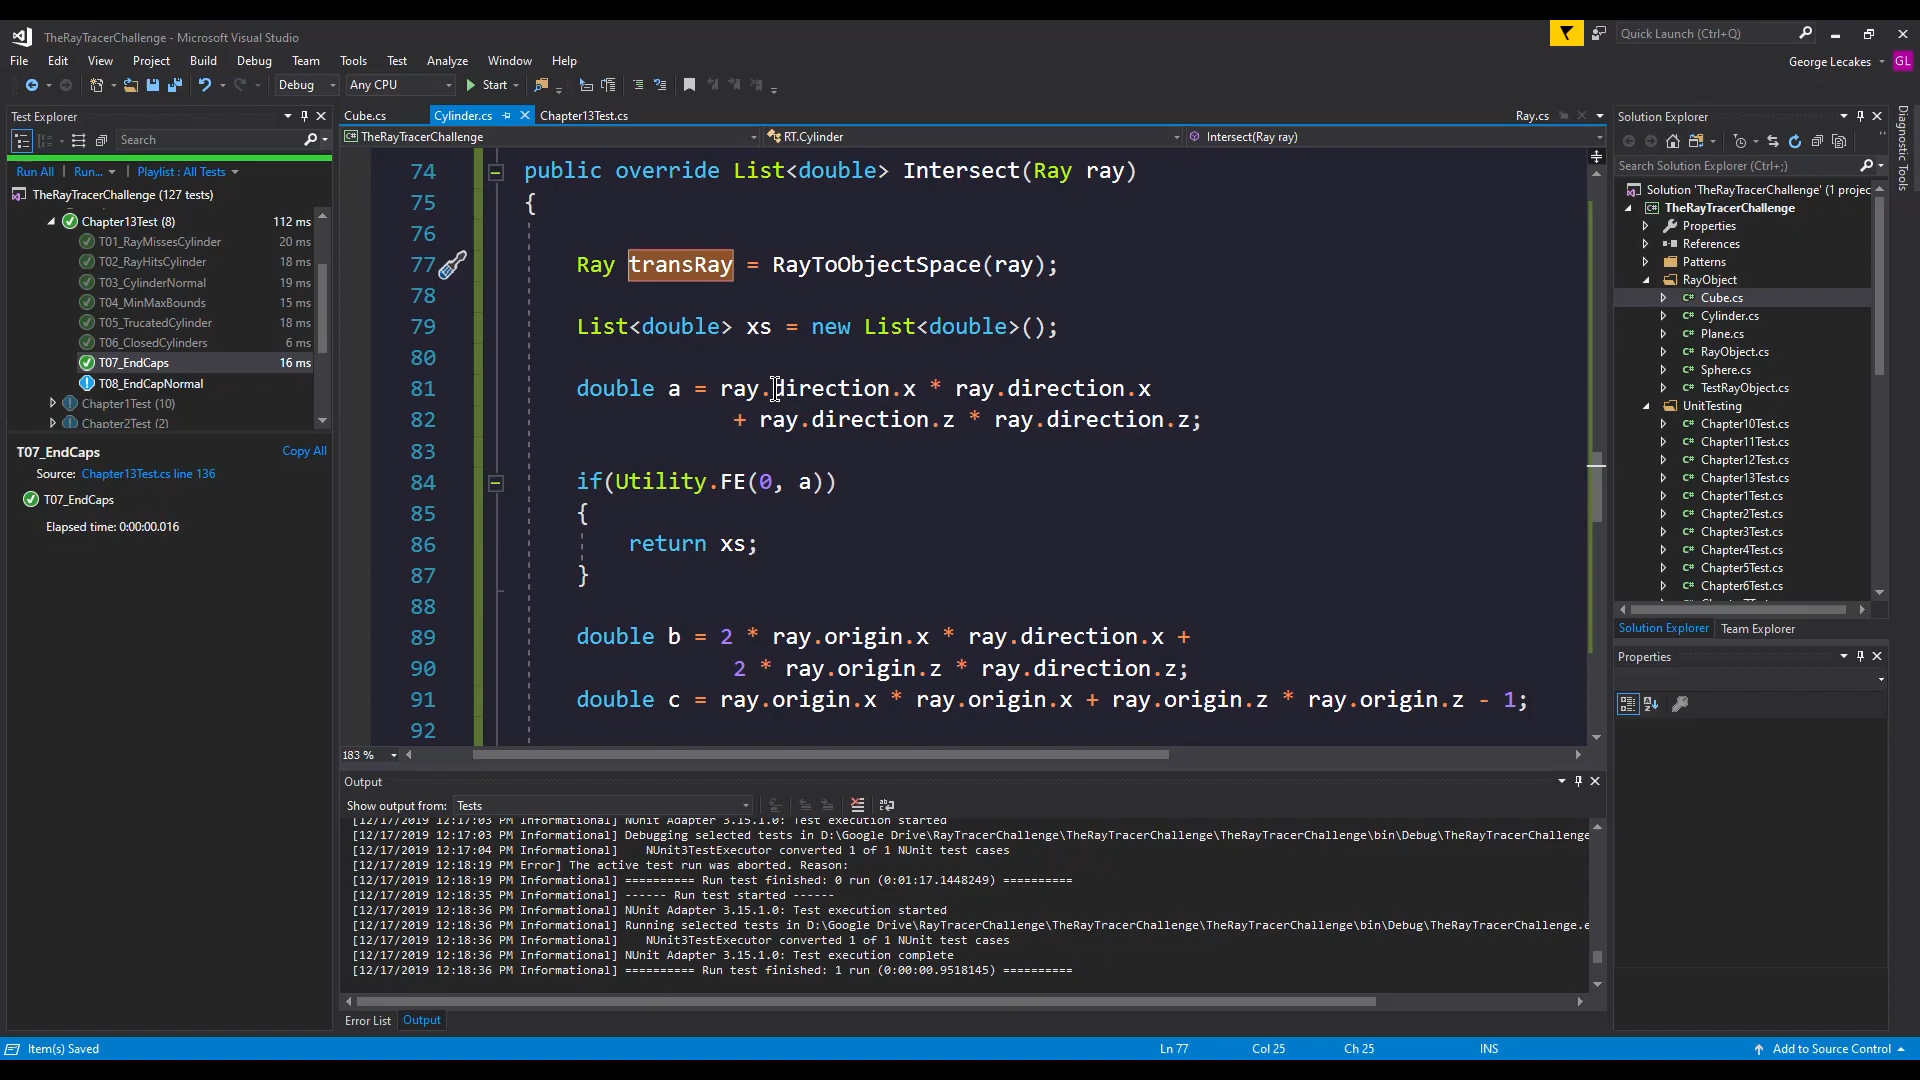 TheRayTracerChallenge - Microsoft Visual Studio
Quick Launch (Ctrl+Q)
File Edit View Project Build Debug Team Tools Test Analyze Window Help
George Lecakes GL
Debug Any CPU Start
Test Explorer
Search
Run All Run... Playlist : All Tests
TheRayTracerChallenge (127 tests)
Chapter13Test (8) 112 ms
T01_RayMissesCylinder 20 ms
T02_RayHitsCylinder 18 ms
T03_CylinderNormal 19 ms
T04_MinMaxBounds 15 ms
T05_TrucatedCylinder 18 ms
T06_ClosedCylinders 6 ms
T07_EndCaps 16 ms
T08_EndCapNormal
Chapter1Test (10)
Chapter2Test (2)
T07_EndCaps Copy All
Source: Chapter13Test.cs line 136
T07_EndCaps
Elapsed time: 0:00:00.016
Cube.cs Cylinder.cs Chapter13Test.cs Ray.cs
TheRayTracerChallenge RT.Cylinder Intersect(Ray ray)
74 public override List<double> Intersect(Ray ray)
75 {
76
77 Ray transRay = RayToObjectSpace(ray);
78
79 List<double> xs = new List<double>();
80
81 double a = ray.direction.x * ray.direction.x
82 + ray.direction.z * ray.direction.z;
83
84 if(Utility.FE(0, a))
85 {
86 return xs;
87 }
88
89 double b = 2 * ray.origin.x * ray.direction.x +
90 2 * ray.origin.z * ray.direction.z;
91 double c = ray.origin.x * ray.origin.x + ray.origin.z * ray.origin.z - 1;
92
183 %
Output
Show output from: Tests
[12/17/2019 12:17:03 PM Informational] NUnit Adapter 3.15.1.0: Test execution started
[12/17/2019 12:17:03 PM Informational] Debugging selected tests in D:\Google Drive\RayTracerChallenge\TheRayTracerChallenge\TheRayTracerChallenge\bin\Debug\TheRayTracerChallenge
[12/17/2019 12:17:04 PM Informational] NUnit3TestExecutor converted 1 of 1 NUnit test cases
[12/17/2019 12:18:19 PM Error] The active test run was aborted. Reason:
[12/17/2019 12:18:19 PM Informational] ========== Run test finished: 0 run (0:01:17.1448249) ==========
[12/17/2019 12:18:35 PM Informational] ------ Run test started ------
[12/17/2019 12:18:36 PM Informational] NUnit Adapter 3.15.1.0: Test execution started
[12/17/2019 12:18:36 PM Informational] Running selected tests in D:\Google Drive\RayTracerChallenge\TheRayTracerChallenge\TheRayTracerChallenge\bin\Debug\TheRayTracerChallenge.e
[12/17/2019 12:18:36 PM Informational] NUnit3TestExecutor converted 1 of 1 NUnit test cases
[12/17/2019 12:18:36 PM Informational] NUnit Adapter 3.15.1.0: Test execution complete
[12/17/2019 12:18:36 PM Informational] ========== Run test finished: 1 run (0:00:00.9518145) ==========
Error List Output
Solution Explorer
Search Solution Explorer (Ctrl+;)
Solution 'TheRayTracerChallenge' (1 projec
TheRayTracerChallenge
Properties
References
Patterns
RayObject
Cube.cs
Cylinder.cs
Plane.cs
RayObject.cs
Sphere.cs
TestRayObject.cs
UnitTesting
Chapter10Test.cs
Chapter11Test.cs
Chapter12Test.cs
Chapter13Test.cs
Chapter1Test.cs
Chapter2Test.cs
Chapter3Test.cs
Chapter4Test.cs
Chapter5Test.cs
Chapter6Test.cs
Solution Explorer Team Explorer
Properties
Diagnostic Tools
Item(s) Saved Ln 77 Col 25 Ch 25 INS Add to Source Control